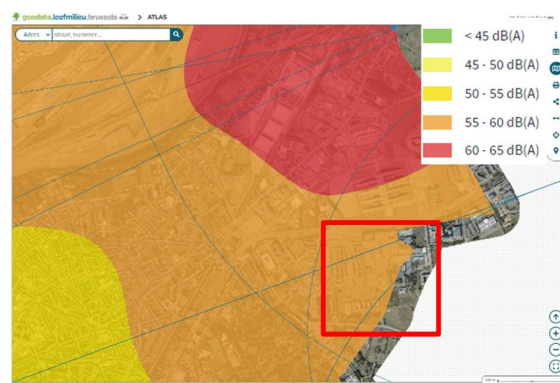 geodata.leefmilieu.brussels > ATLAS
Adres straat, nummer...
< 45 dB(A)
45 - 50 dB(A)
50 - 55 dB(A)
55 - 60 dB(A)
60 - 65 dB(A)